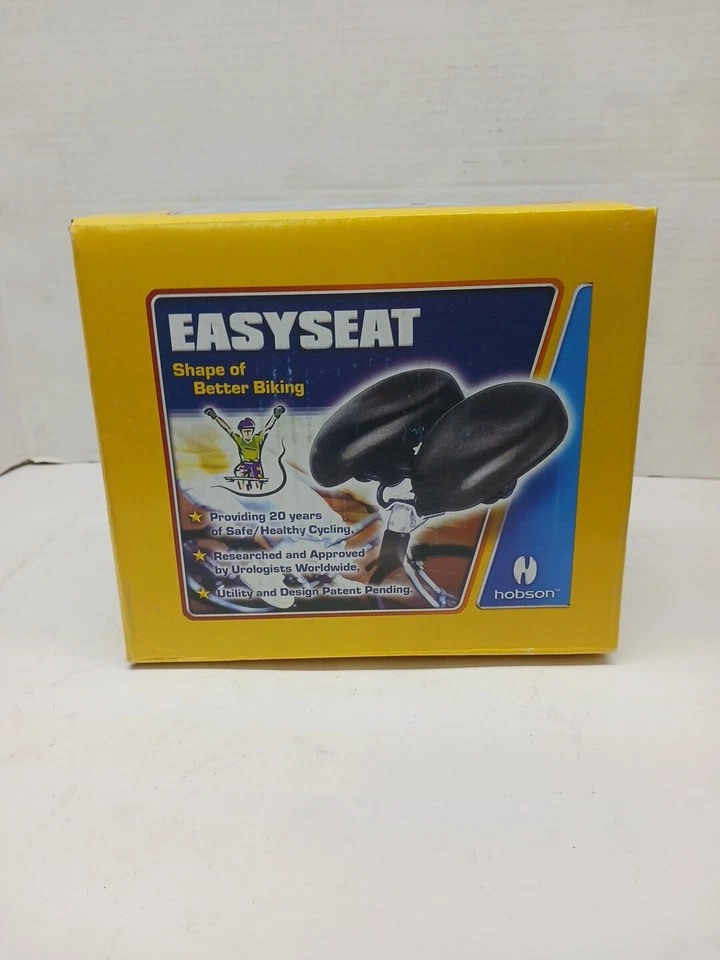 EASYSEAT
Shape of
Better Biking
Providing 20 years
of Safe/Healthy Cycling,
Researched and Approved
by Urologists Worldwide,
Utility and Design Patent Pending.
hobson™